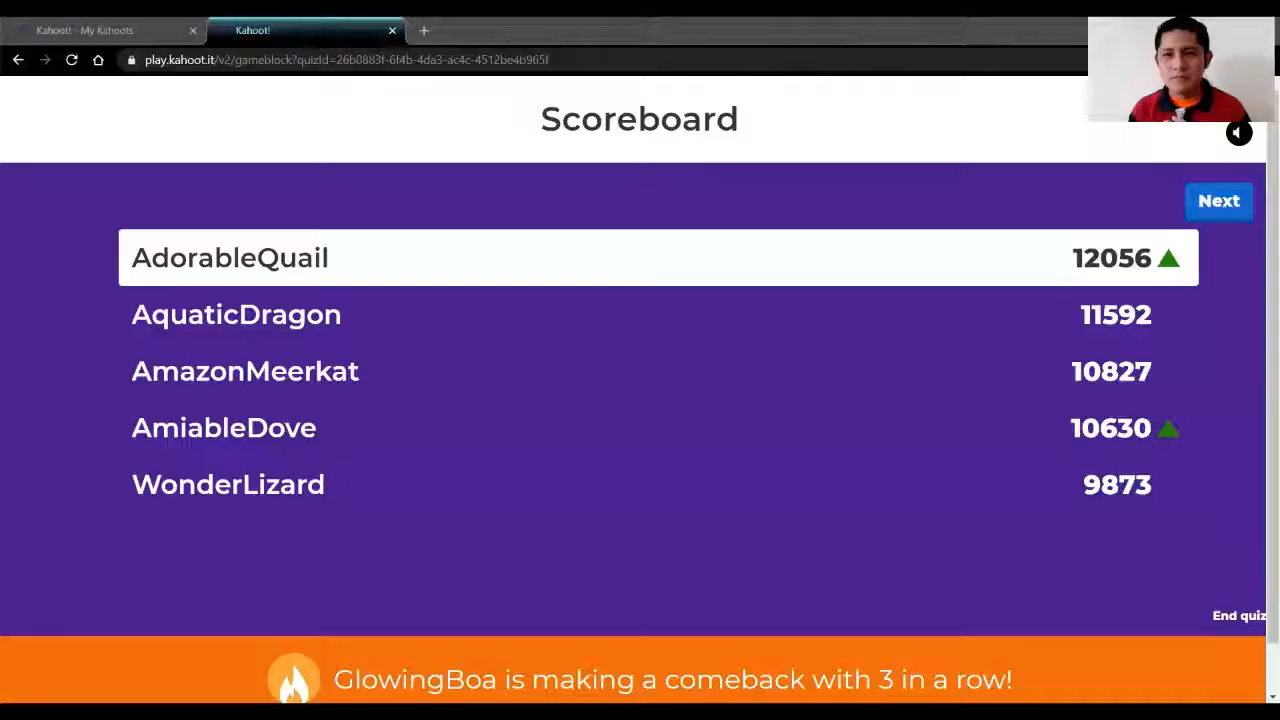 Kahoot! - My Kahoots
Kahoot!
play.kahoot.it/v2/gameblock?quizId=26b0883f-6f4b-4da3-ac4c-4512be4b965f
Scoreboard
Next
AdorableQuail 12056
AquaticDragon 11592
AmazonMeerkat 10827
AmiableDove 10630
WonderLizard 9873
End quiz
GlowingBoa is making a comeback with 3 in a row!